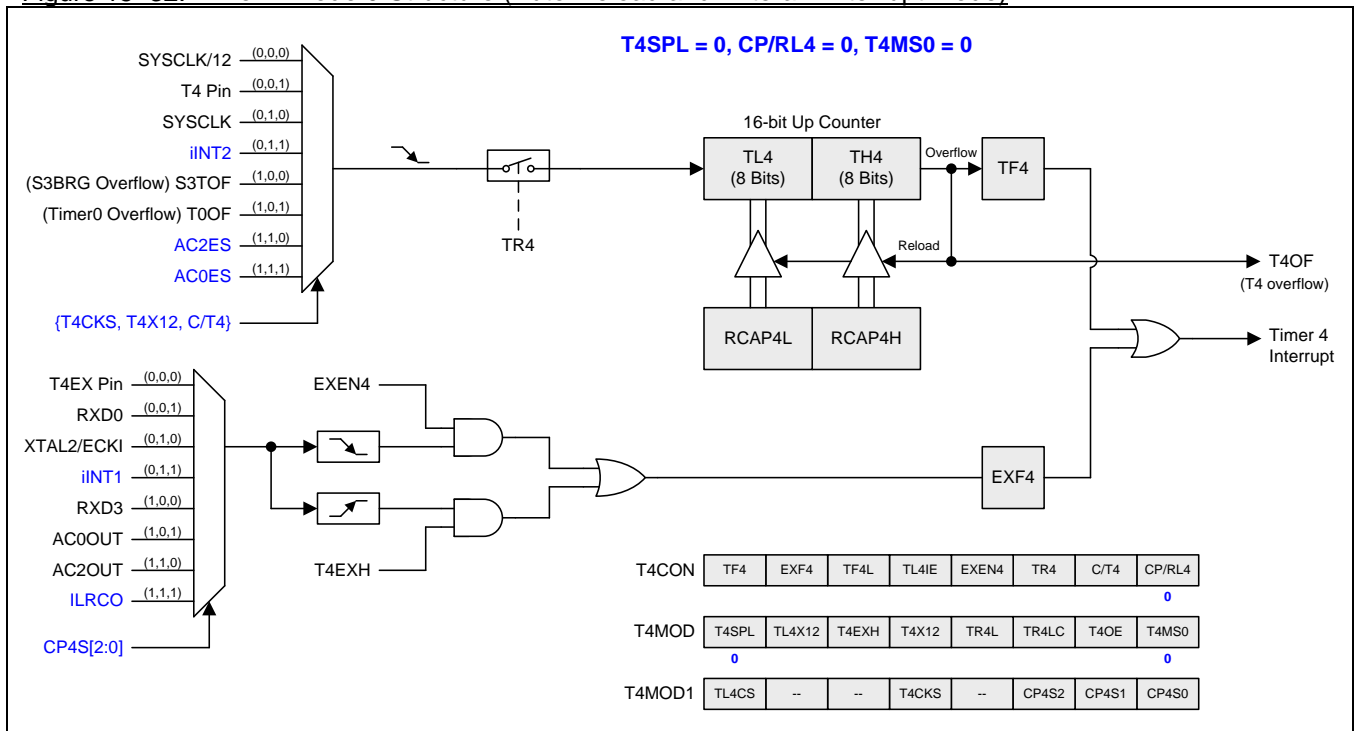 T4SPL = 0, CP/RL4 = 0, T4MS0 = 0
SYSCLK/12 (0,0,0)
T4 Pin (0,0,1)
SYSCLK (0,1,0)
iINT2 (0,1,1)
(S3BRG Overflow) S3TOF (1,0,0)
(Timer0 Overflow) T0OF (1,0,1)
AC2ES (1,1,0)
AC0ES (1,1,1)
{T4CKS, T4X12, C/T4}
TR4
16-bit Up Counter
TL4 (8 Bits)
TH4 (8 Bits)
Overflow
TF4
Reload
T4OF
(T4 overflow)
RCAP4L RCAP4H
Timer 4
Interrupt
T4EX Pin (0,0,0)
RXD0 (0,0,1)
XTAL2/ECKI (0,1,0)
iINT1 (0,1,1)
RXD3 (1,0,0)
AC0OUT (1,0,1)
AC2OUT (1,1,0)
ILRCO (1,1,1)
CP4S[2:0]
EXEN4
T4EXH
EXF4
T4CON TF4 EXF4 TF4L TL4IE EXEN4 TR4 C/T4 CP/RL4
0
T4MOD T4SPL TL4X12 T4EXH T4X12 TR4L TR4LC T4OE T4MS0
0 0
T4MOD1 TL4CS -- -- T4CKS -- CP4S2 CP4S1 CP4S0